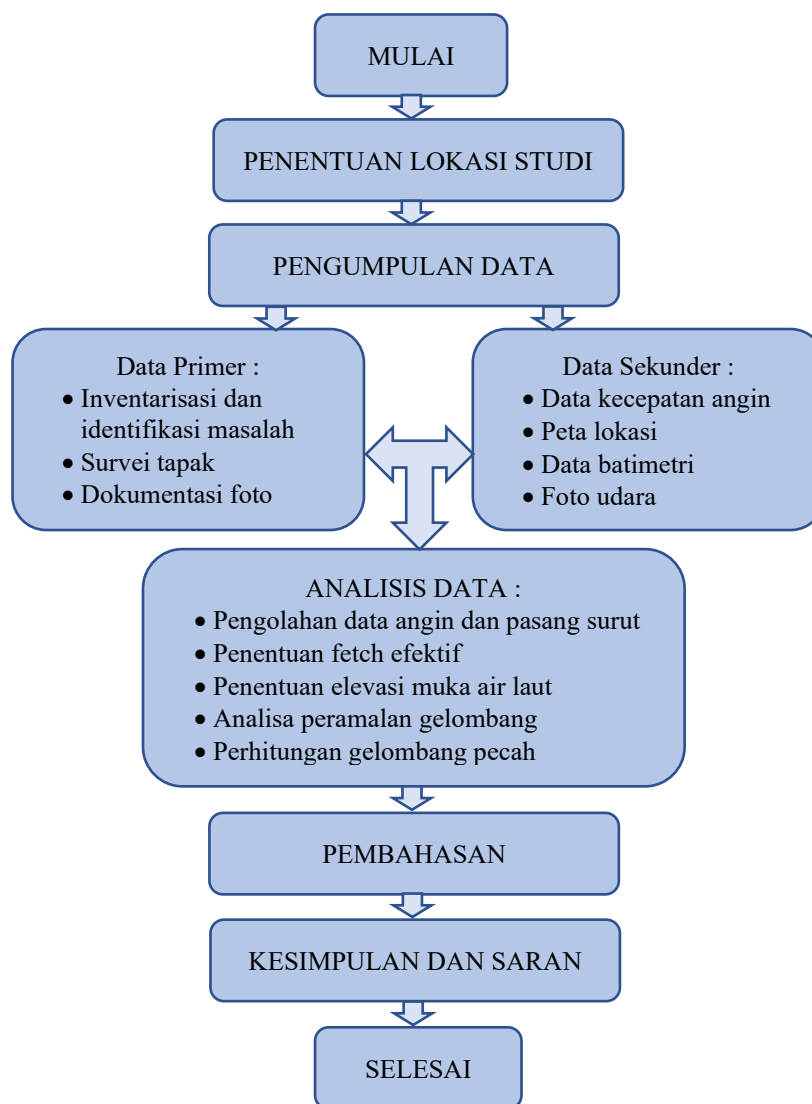 MULAI
PENENTUAN LOKASI STUDI
PENGUMPULAN DATA
Data Primer :
• Inventarisasi dan
identifikasi masalah
• Survei tapak
• Dokumentasi foto
Data Sekunder :
• Data kecepatan angin
• Peta lokasi
• Data batimetri
• Foto udara
ANALISIS DATA :
• Pengolahan data angin dan pasang surut
• Penentuan fetch efektif
• Penentuan elevasi muka air laut
• Analisa peramalan gelombang
• Perhitungan gelombang pecah
PEMBAHASAN
KESIMPULAN DAN SARAN
SELESAI